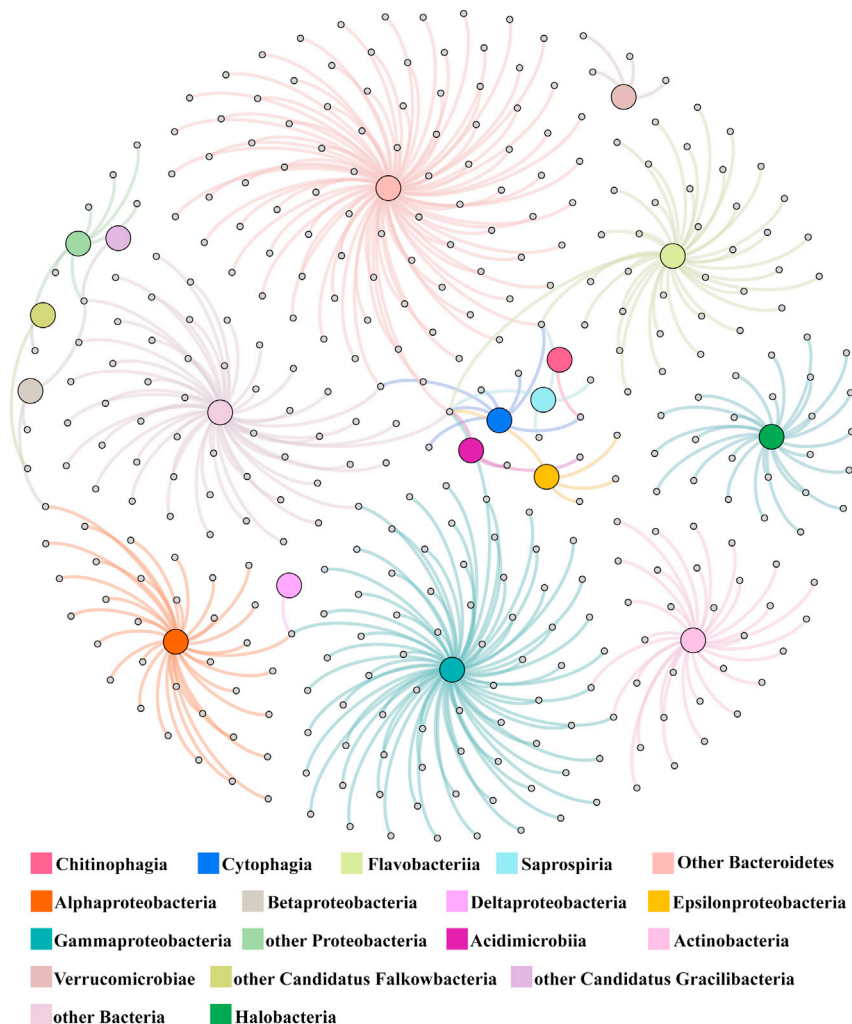 Chitinophagia Cytophagia Flavobacteriia Saprospiria Other Bacteroidetes
Alphaproteobacteria Betaproteobacteria Deltaproteobacteria Epsilonproteobacteria
Gammaproteobacteria other Proteobacteria Acidimicrobiia Actinobacteria
Verrucomicrobiae other Candidatus Falkowbacteria other Candidatus Gracilibacteria
other Bacteria Halobacteria